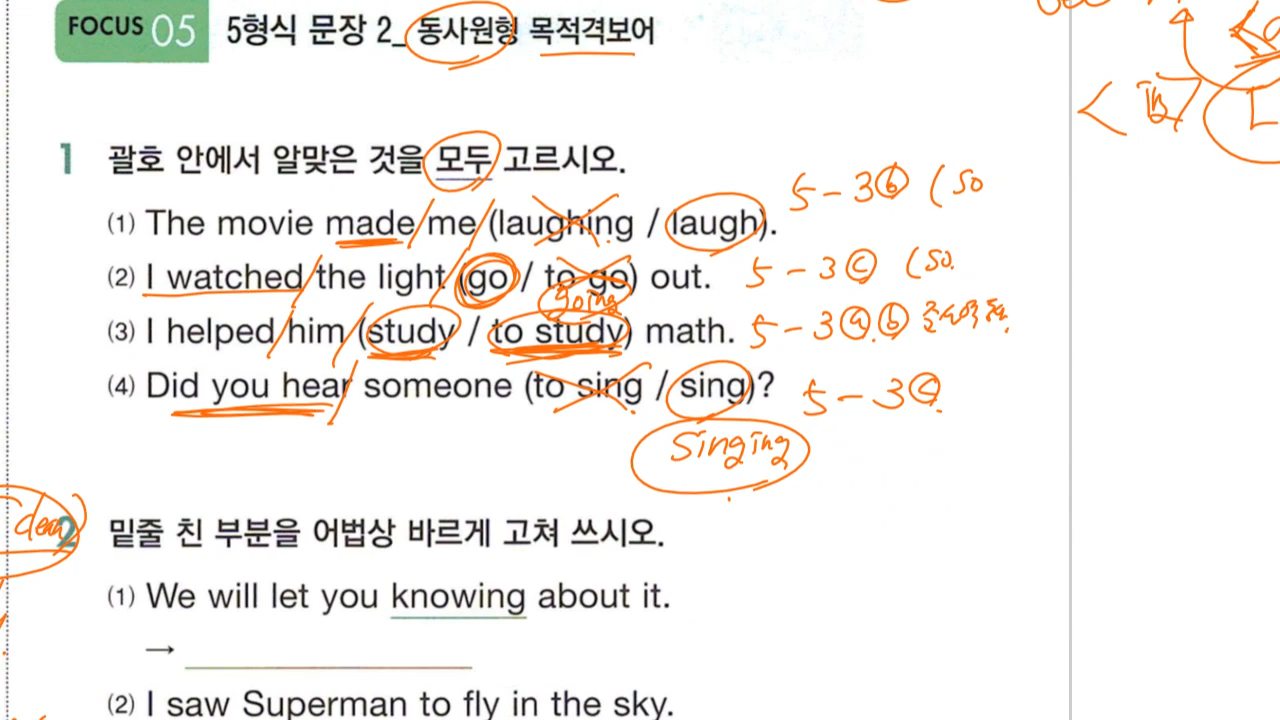 FOCUS 05 5형식 문장 2_ 동사원형 목적격보어
1 괄호 안에서 알맞은 것을 모두 고르시오.
(1) The movie made me (laughing / laugh). 5-3ⓑ (so
(2) I watched the light (go / to go) out. 5-3ⓒ (so.
going
(3) I helped him (study / to study) math. 5-3ⓐⓑ
(4) Did you hear someone (to sing / sing)? 5-3ⓒ
singing
2 밑줄 친 부분을 어법상 바르게 고쳐 쓰시오.
(1) We will let you knowing about it.
→
(2) I saw Superman to fly in the sky.